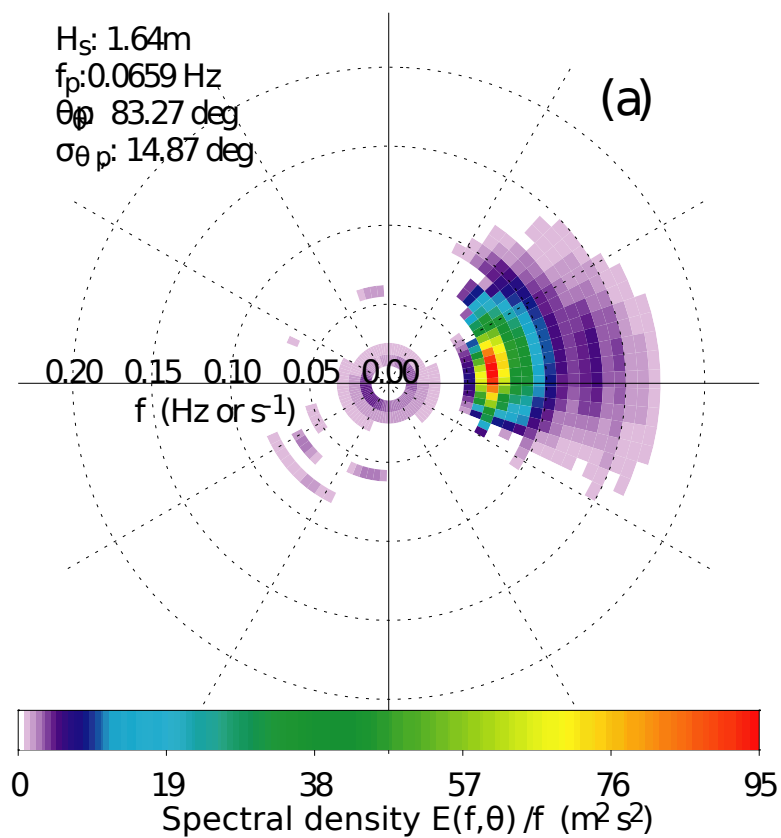 Hs: 1.64m
fp:0.0659 Hz
(a)
θp: 83.27 deg
σθ p: 14.87 deg
0.20 0.15 0.10 0.05 0.00
f (Hz or s-1)
0 19 38 57 76 95
Spectral density E(f,θ) /f (m2 s2)